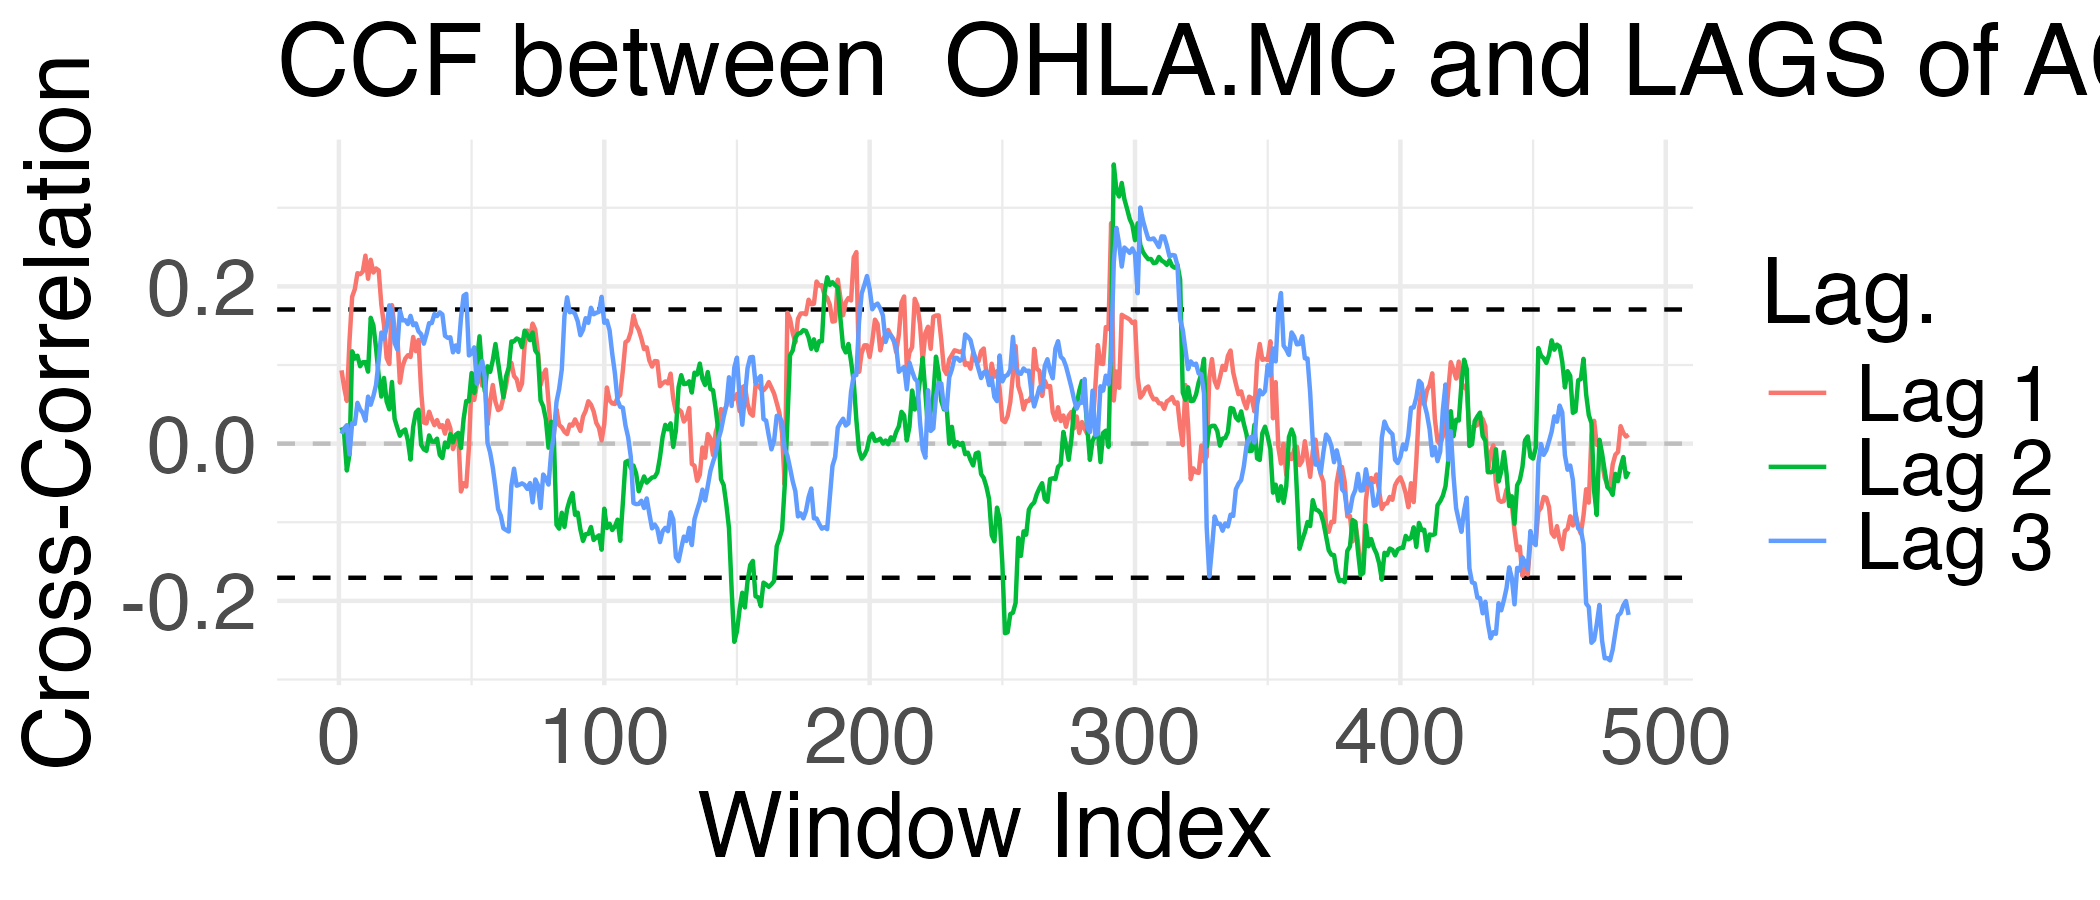 CCF between  OHLA.MC and LAGS of
Cross-Correlation
0.2
0.0
-0.2
0
100
200
300
400
500
Window Index
Lag.
Lag 1
Lag 2
Lag 3